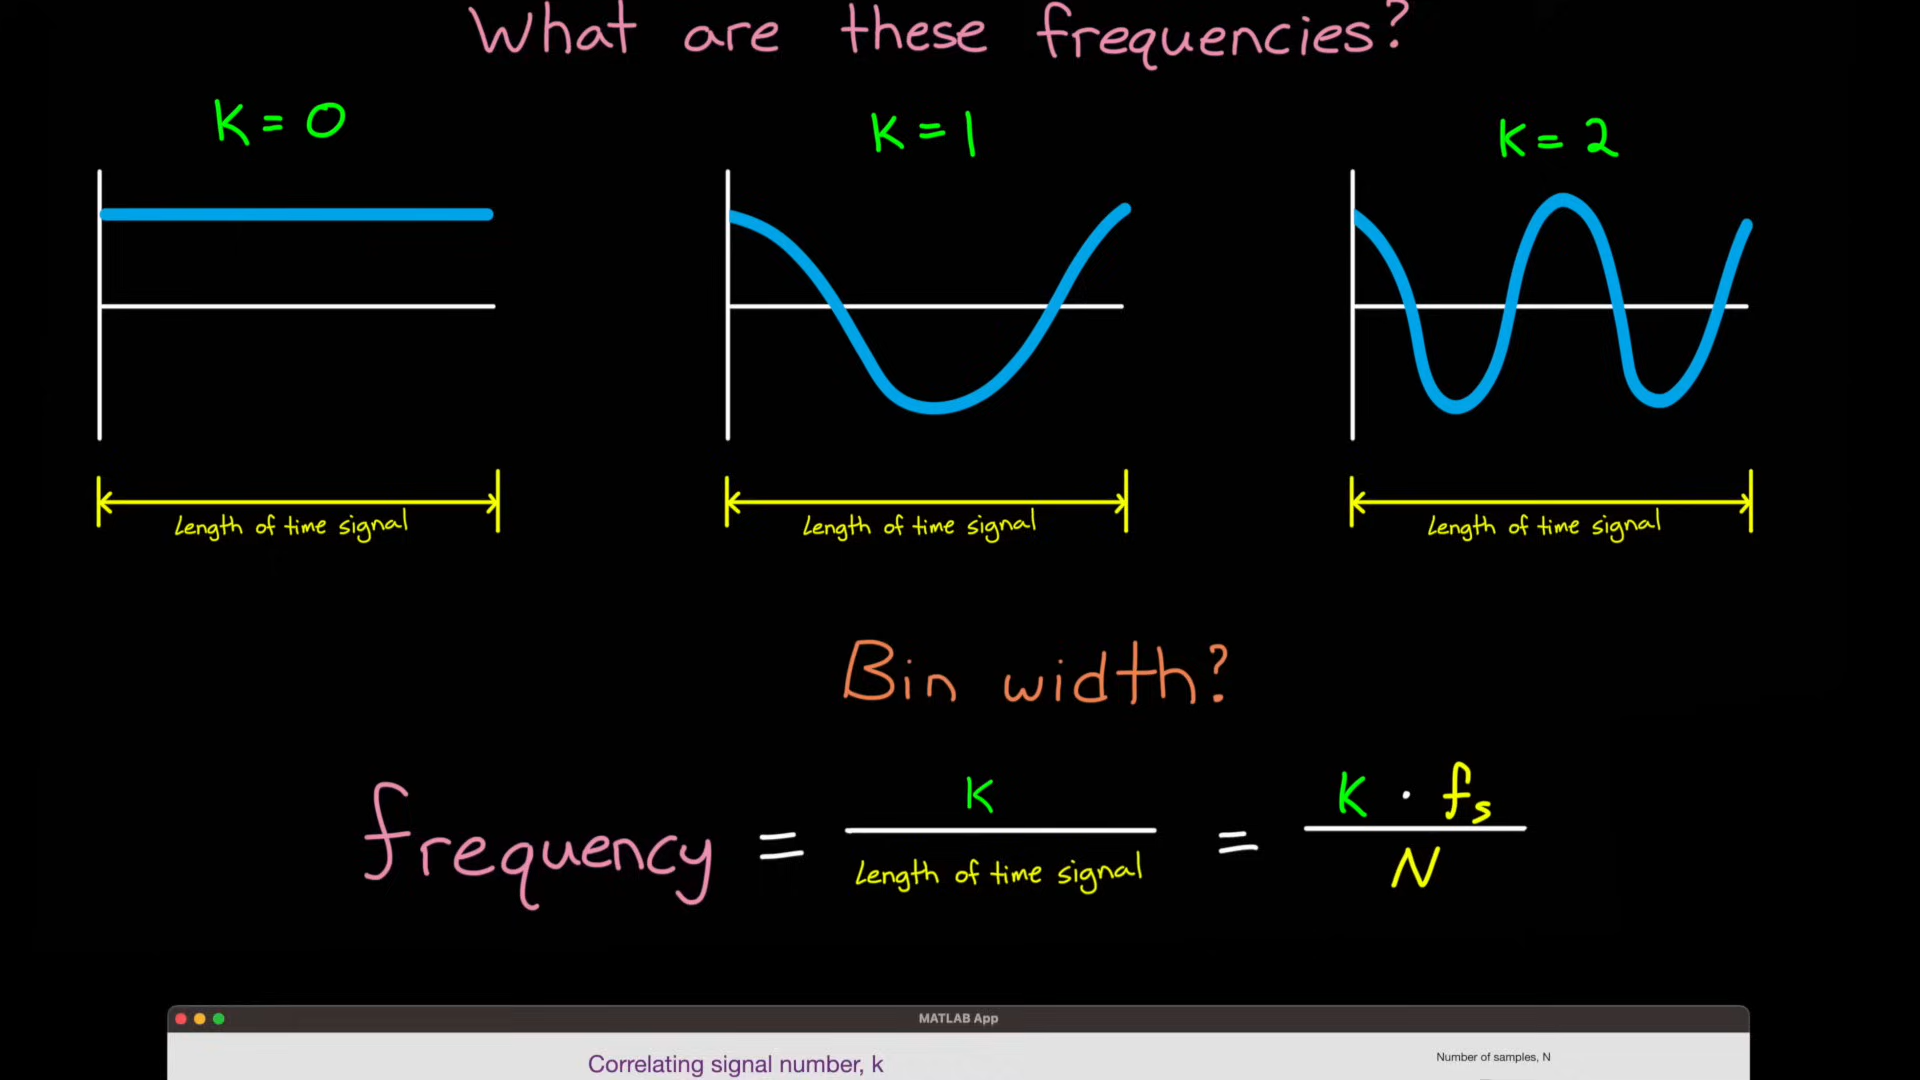 What are these frequencies?
K = 0
K = 1
K = 2
Length of time signal
Length of time signal
Length of time signal
Bin width?
frequency = K / Length of time signal = K · fs / N
MATLAB App
Correlating signal number, k
Number of samples, N